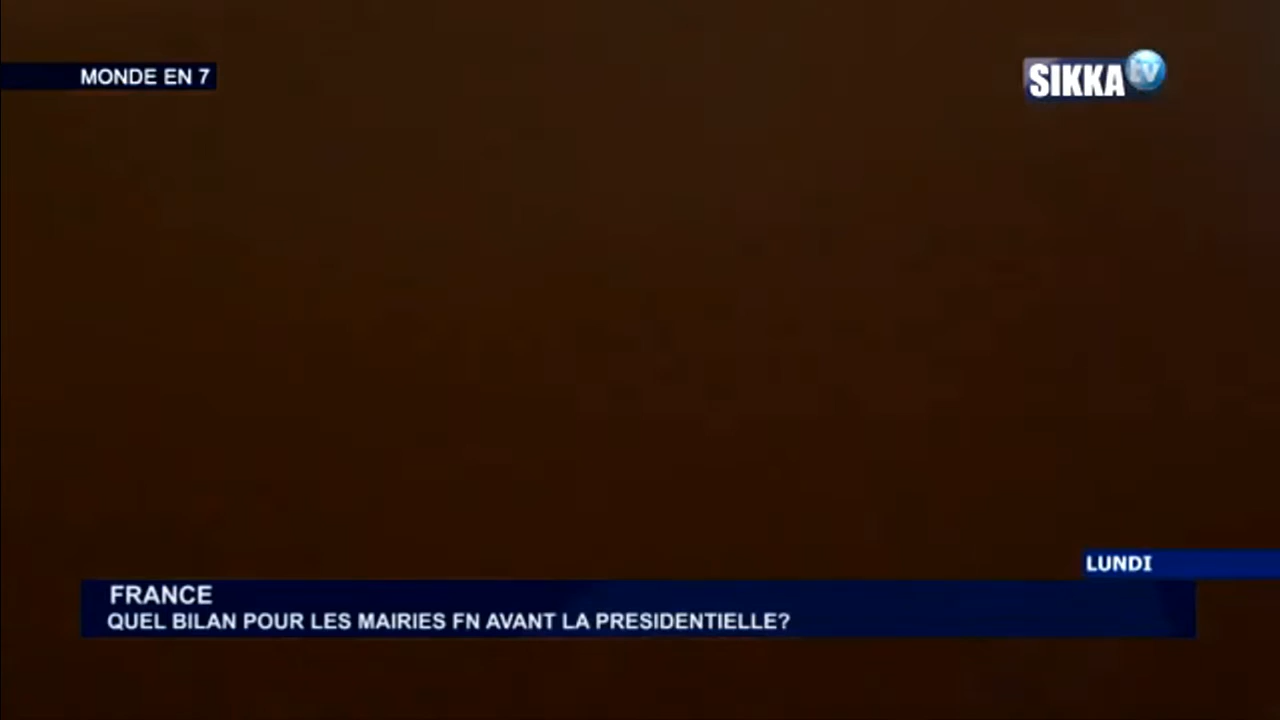 MONDE EN 7
SIKKA tv
LUNDI
FRANCE
QUEL BILAN POUR LES MAIRIES FN AVANT LA PRESIDENTIELLE?